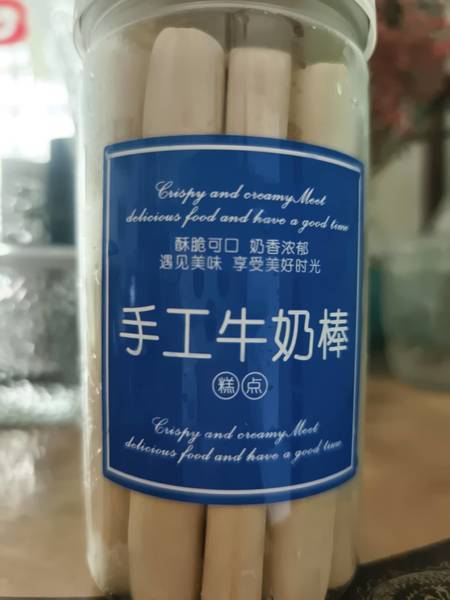 Crispy and creamy Meet
delicious food and have a good time
酥脆可口 奶香浓郁
遇见美味 享受美好时光
手工牛奶棒
糕点
Crispy and creamy Meet
delicious food and have a good time